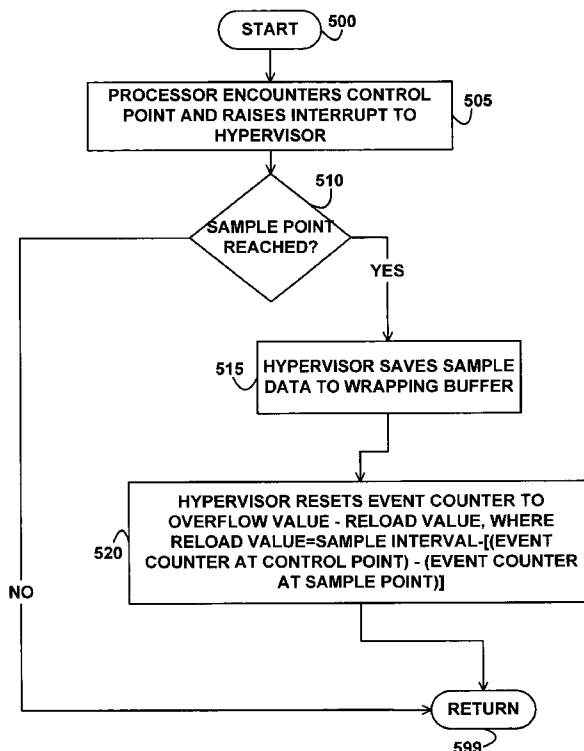 START
500
PROCESSOR ENCOUNTERS CONTROL
POINT AND RAISES INTERRUPT TO
HYPERVISOR
505
510
SAMPLE POINT
REACHED?
YES
515
HYPERVISOR SAVES SAMPLE
DATA TO WRAPPING BUFFER
HYPERVISOR RESETS EVENT COUNTER TO
OVERFLOW VALUE - RELOAD VALUE, WHERE
RELOAD VALUE=SAMPLE INTERVAL-[(EVENT
COUNTER AT CONTROL POINT) - (EVENT COUNTER
AT SAMPLE POINT)]
520
NO
RETURN
599